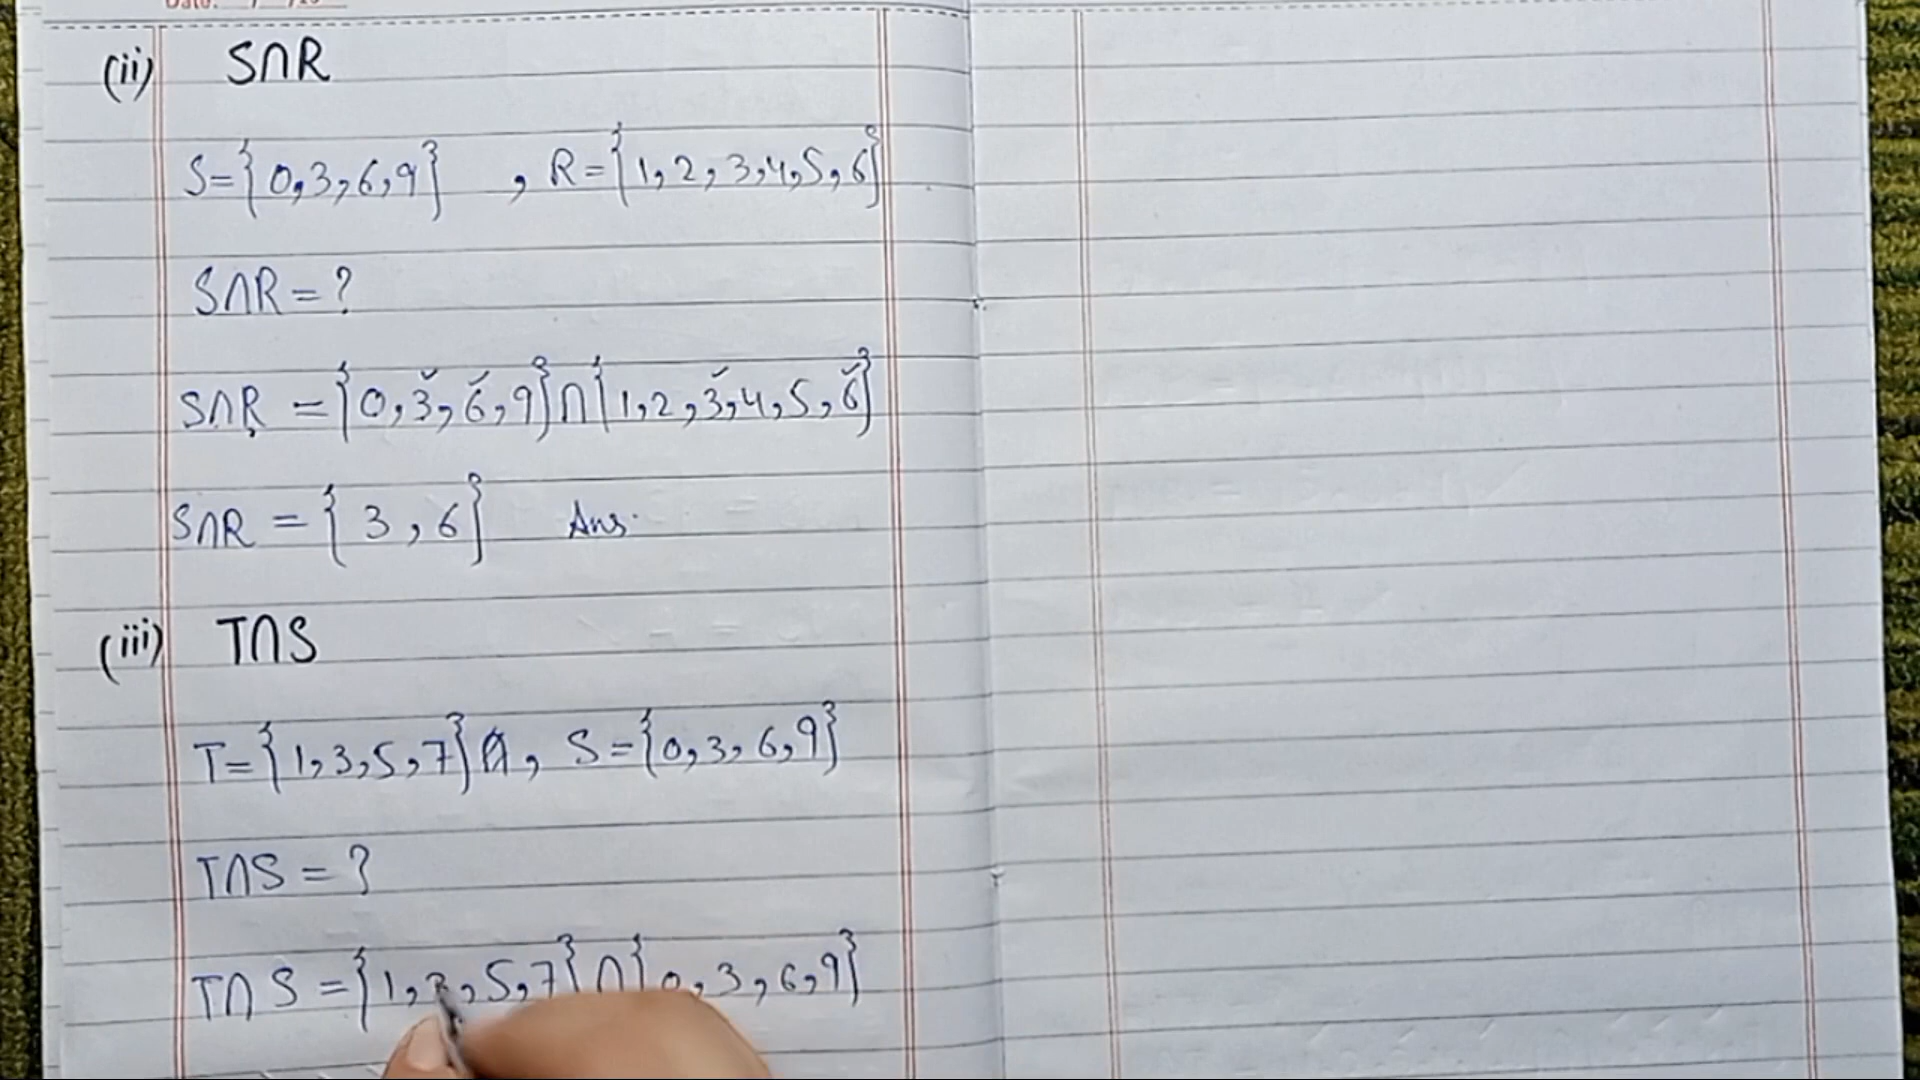 (ii) S∩R
S={0,3,6,9} , R={1,2,3,4,5,6}
S∩R=?
S∩R ={0,3,6,9}∩{1,2,3,4,5,6}
S∩R ={3,6} Ans.
(iii) T∩S
T={1,3,5,7} , S={0,3,6,9}
T∩S=?
T∩S={1,3,5,7}∩{0,3,6,9}